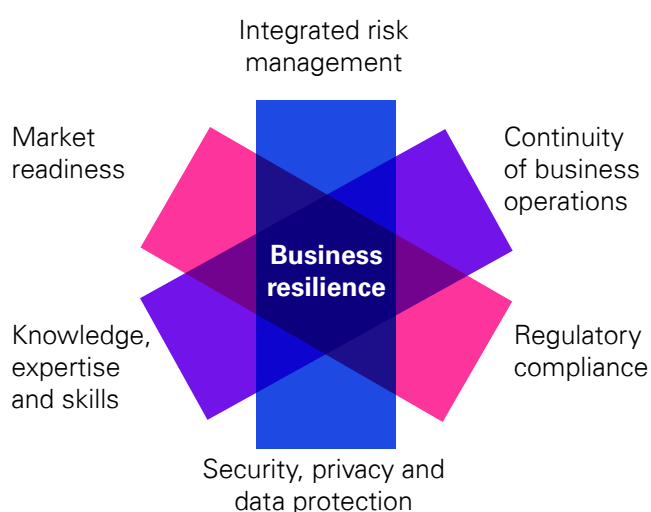 Integrated risk
management
Market
readiness
Continuity
of business
operations
Business
resilience
Knowledge,
expertise
and skills
Regulatory
compliance
Security, privacy and
data protection